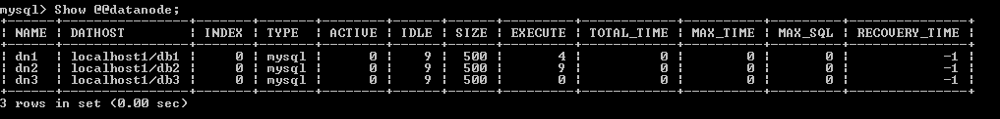 mysql> Show @@datanode;
| NAME | DATHOST | INDEX | TYPE | ACTIVE | IDLE | SIZE | EXECUTE | TOTAL_TIME | MAX_TIME | MAX_SQL | RECOVERY_TIME |
| dn1 | localhost1/db1 | 0 | mysql | 0 | 9 | 500 | 4 | 0 | 0 | 0 | -1 |
| dn2 | localhost1/db2 | 0 | mysql | 0 | 9 | 500 | 9 | 0 | 0 | 0 | -1 |
| dn3 | localhost1/db3 | 0 | mysql | 0 | 9 | 500 | 0 | 0 | 0 | 0 | -1 |
3 rows in set (0.00 sec)